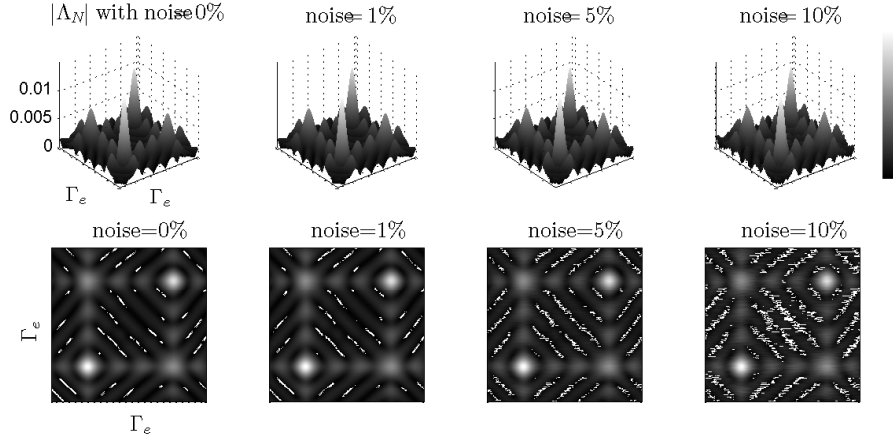 |Λ_N| with noise=0%
noise=1%
noise=5%
noise=10%
0.01
0.005
0
Γ_e
Γ_e
noise=0%
noise=1%
noise=5%
noise=10%
Γ_e
Γ_e